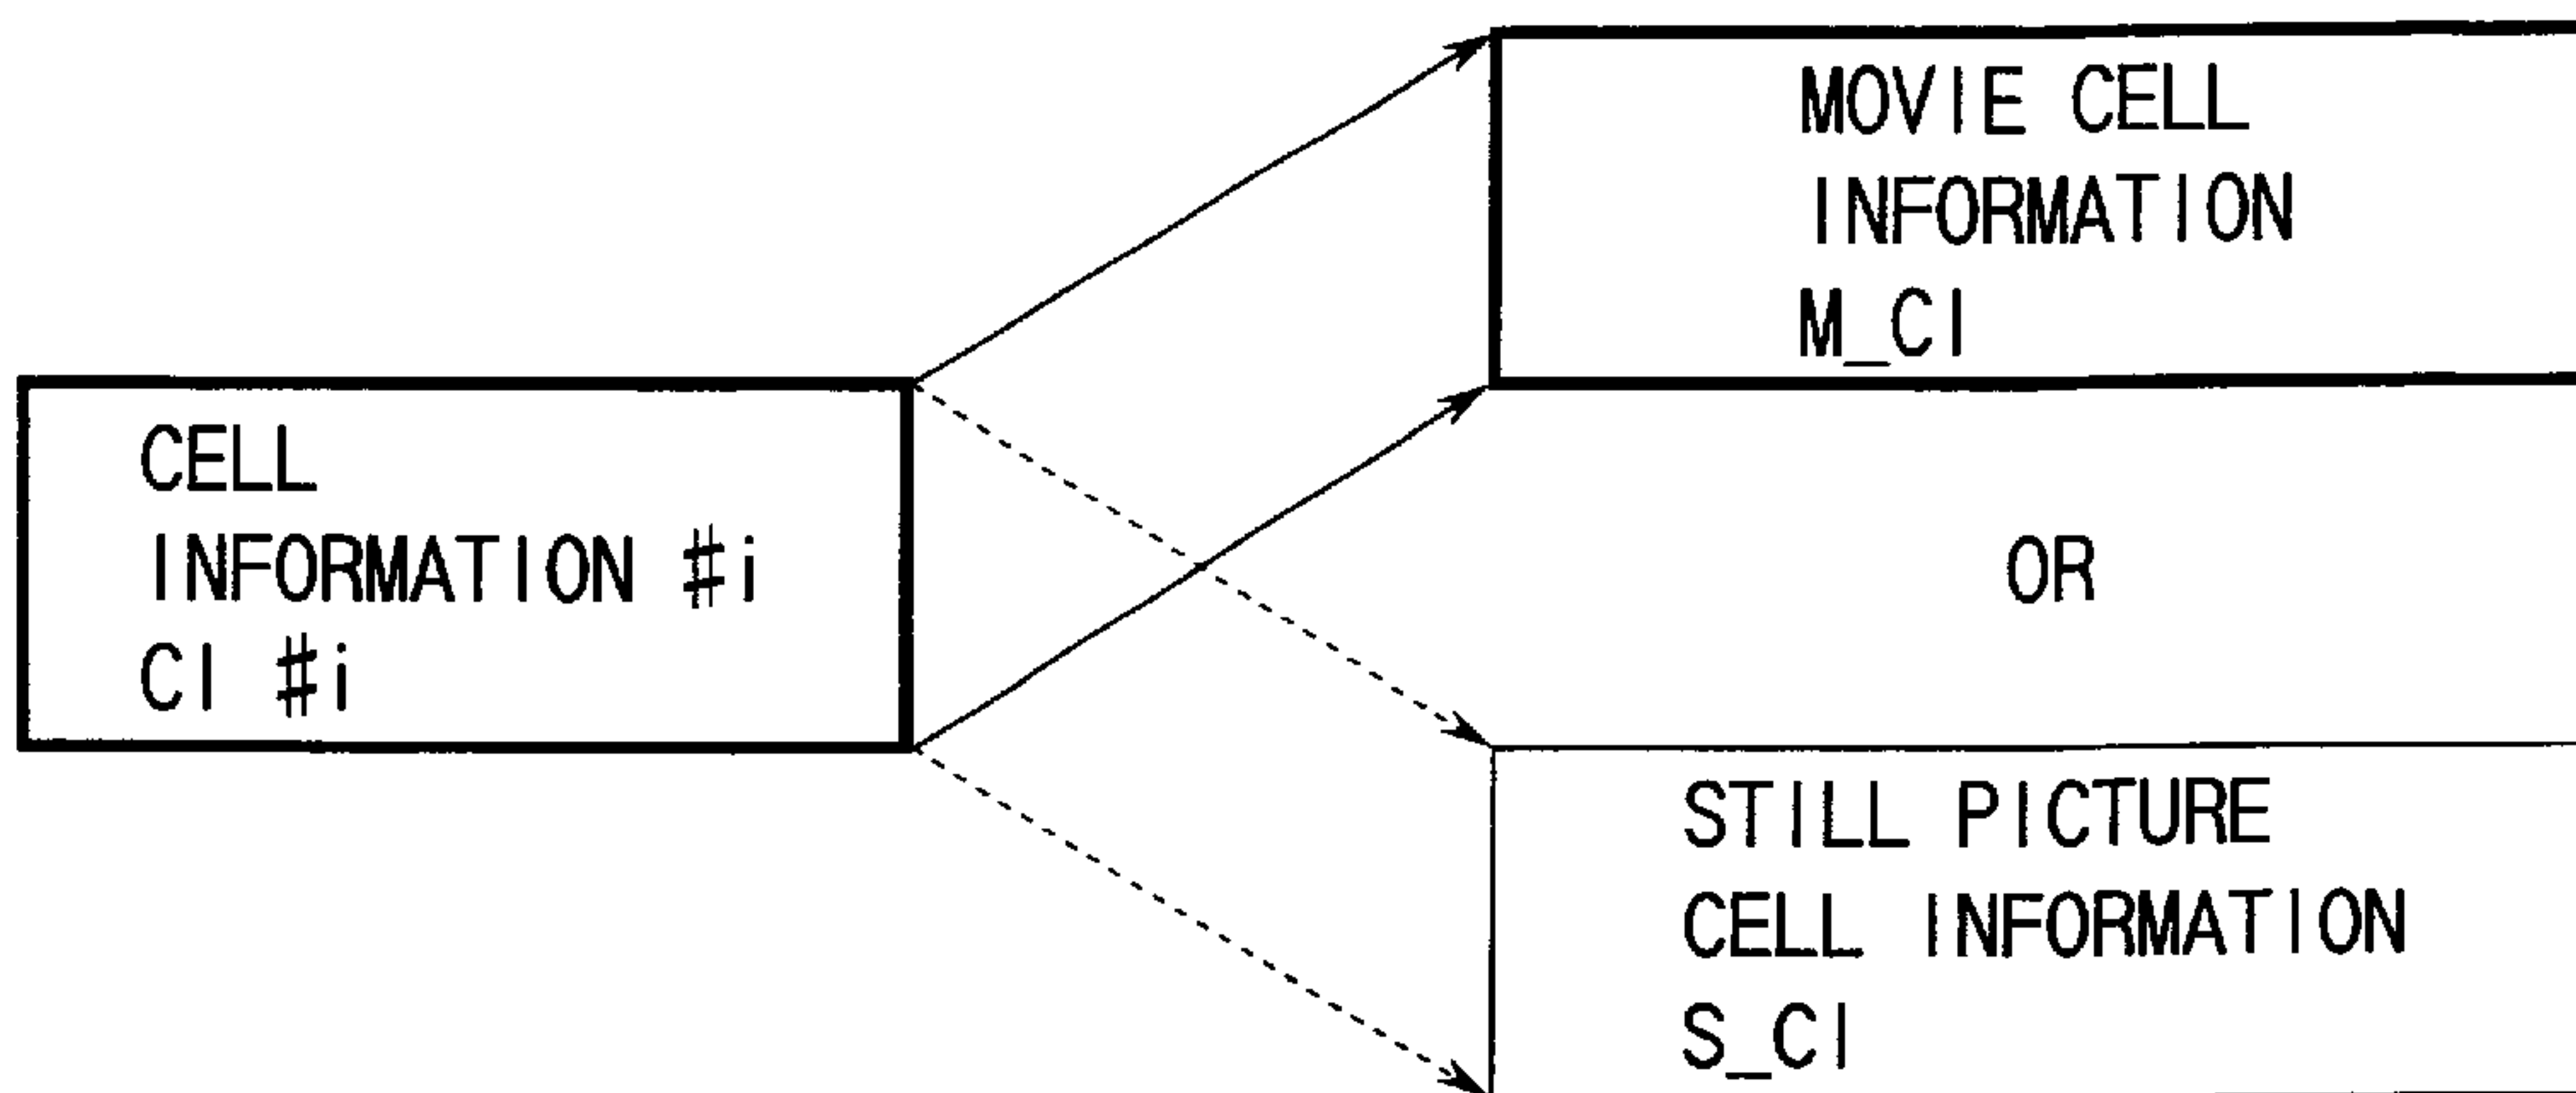 CELL
INFORMATION #i
CI #i
MOVIE CELL
INFORMATION
M_CI
OR
STILL PICTURE
CELL INFORMATION
S_CI